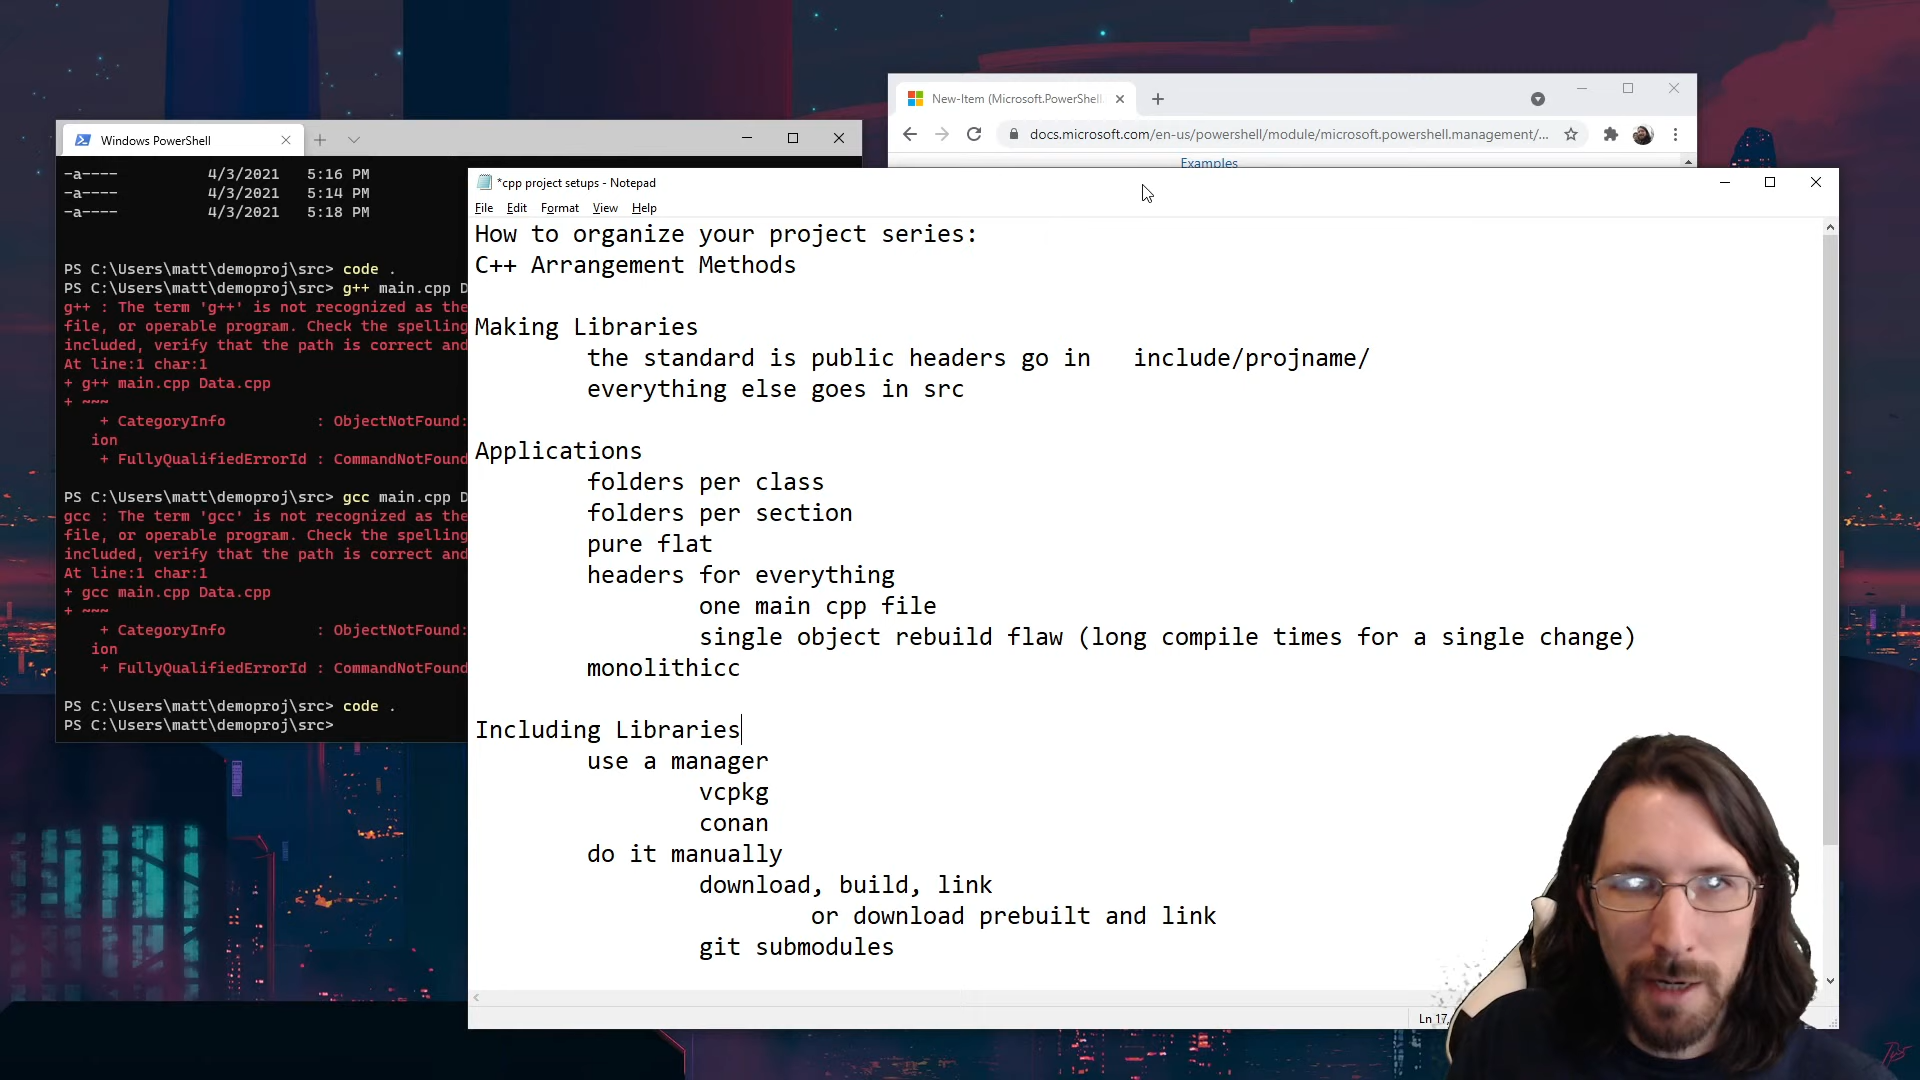 New-Item (Microsoft.PowerShell.
docs.microsoft.com/en-us/powershell/module/microsoft.powershell.management/...
Examples
Windows PowerShell
-a---- 4/3/2021 5:16 PM
-a---- 4/3/2021 5:14 PM
-a---- 4/3/2021 5:18 PM
PS C:\Users\matt\demoproj\src> code .
PS C:\Users\matt\demoproj\src> g++ main.cpp D
g++ : The term 'g++' is not recognized as the
file, or operable program. Check the spelling
included, verify that the path is correct and
At line:1 char:1
+ g++ main.cpp Data.cpp
+ ~~~
+ CategoryInfo : ObjectNotFound:
ion
+ FullyQualifiedErrorId : CommandNotFound
PS C:\Users\matt\demoproj\src> gcc main.cpp D
gcc : The term 'gcc' is not recognized as the
file, or operable program. Check the spelling
included, verify that the path is correct and
At line:1 char:1
+ gcc main.cpp Data.cpp
+ ~~~
+ CategoryInfo : ObjectNotFound:
ion
+ FullyQualifiedErrorId : CommandNotFound
PS C:\Users\matt\demoproj\src> code .
PS C:\Users\matt\demoproj\src>
*cpp project setups - Notepad
File Edit Format View Help
How to organize your project series:
C++ Arrangement Methods
Making Libraries
the standard is public headers go in include/projname/
everything else goes in src
Applications
folders per class
folders per section
pure flat
headers for everything
one main cpp file
single object rebuild flaw (long compile times for a single change)
monolithicc
Including Libraries
use a manager
vcpkg
conan
do it manually
download, build, link
or download prebuilt and link
git submodules
Ln 17,